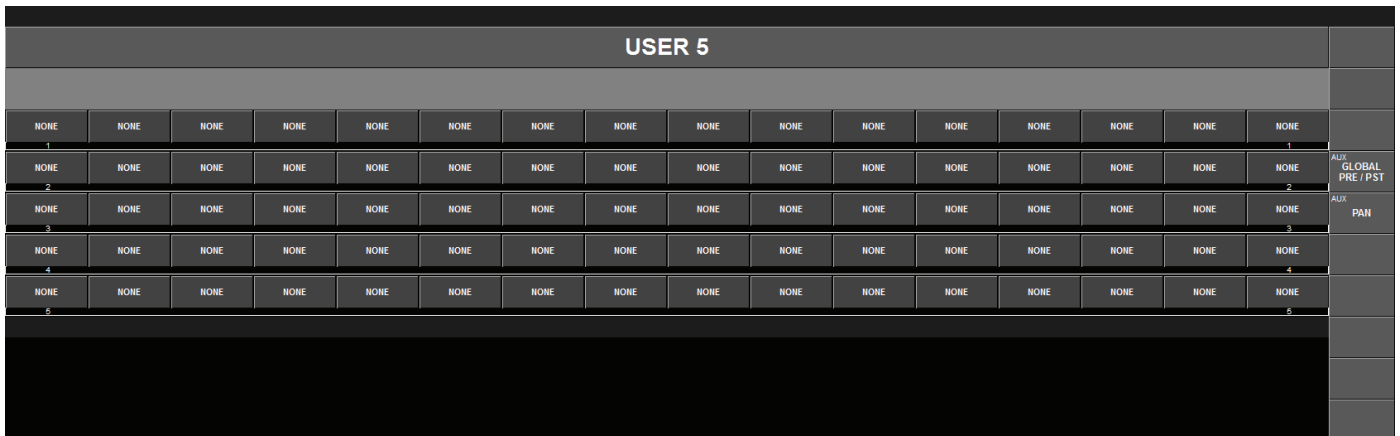 USER 5
NONE NONE NONE NONE NONE NONE NONE NONE NONE NONE NONE NONE NONE NONE NONE NONE
1 1
NONE NONE NONE NONE NONE NONE NONE NONE NONE NONE NONE NONE NONE NONE NONE NONE
2 2
AUX
GLOBAL
PRE / PST
NONE NONE NONE NONE NONE NONE NONE NONE NONE NONE NONE NONE NONE NONE NONE NONE
3 3
AUX
PAN
NONE NONE NONE NONE NONE NONE NONE NONE NONE NONE NONE NONE NONE NONE NONE NONE
4 4
NONE NONE NONE NONE NONE NONE NONE NONE NONE NONE NONE NONE NONE NONE NONE NONE
5 5